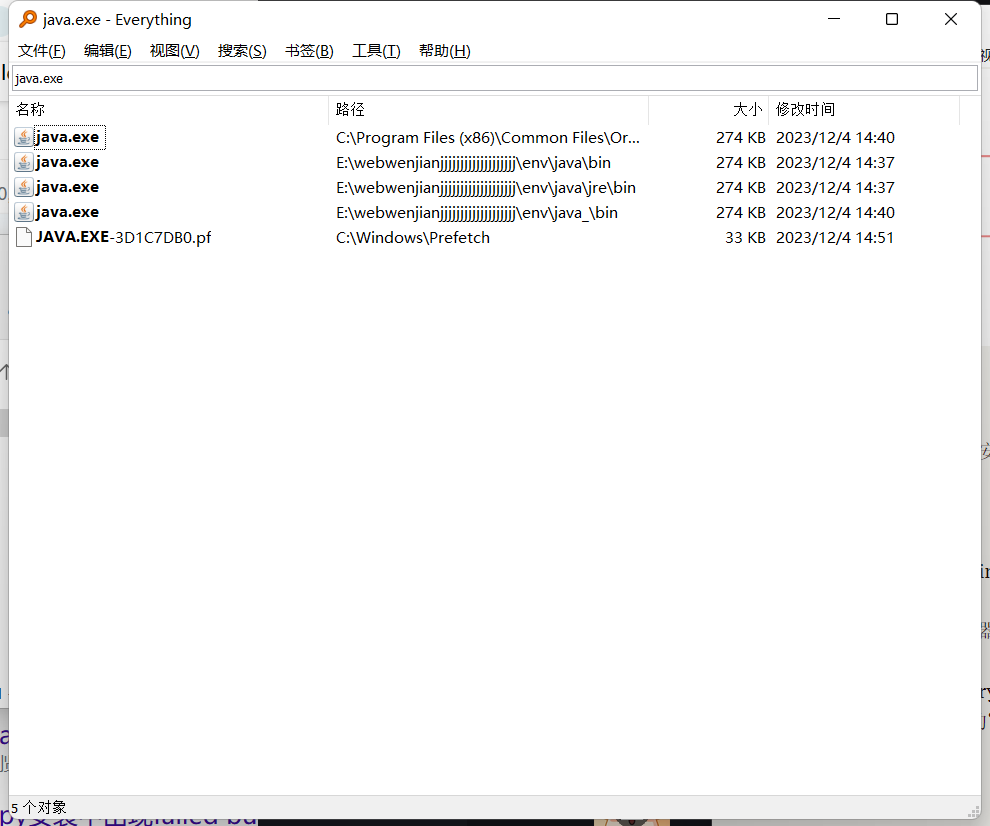 java.exe - Everything
文件(F) 编辑(E) 视图(V) 搜索(S) 书签(B) 工具(T) 帮助(H)
java.exe
名称 路径 大小 修改时间
java.exe C:\Program Files (x86)\Common Files\Or... 274 KB 2023/12/4 14:40
java.exe E:\webwenjianjjjjjjjjjjjjjjjjjjj\env\java\bin 274 KB 2023/12/4 14:37
java.exe E:\webwenjianjjjjjjjjjjjjjjjjjjj\env\java\jre\bin 274 KB 2023/12/4 14:37
java.exe E:\webwenjianjjjjjjjjjjjjjjjjjjj\env\java_\bin 274 KB 2023/12/4 14:40
JAVA.EXE-3D1C7DB0.pf C:\Windows\Prefetch 33 KB 2023/12/4 14:51
5 个对象